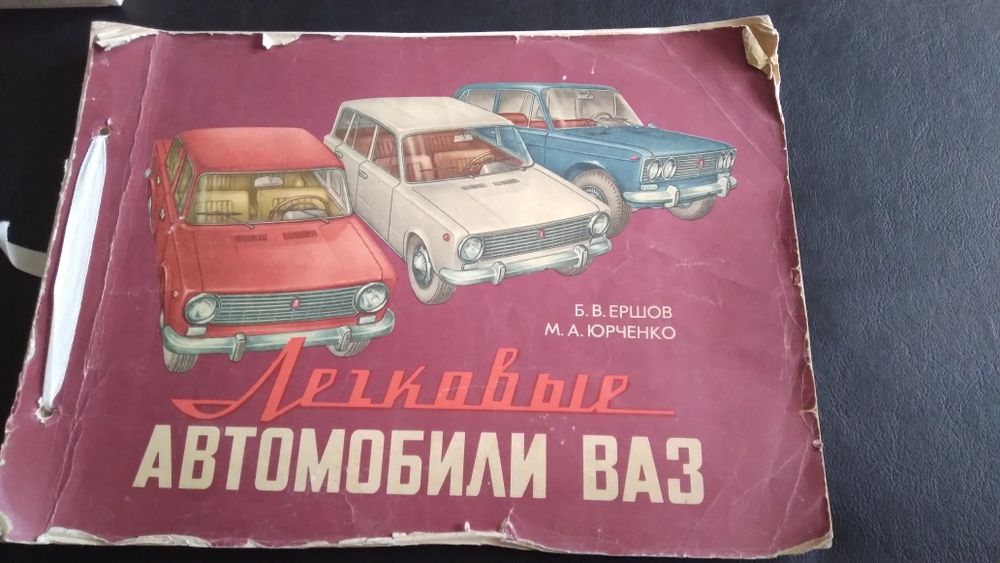 Б. В. ЕРШОВ
М. А. ЮРЧЕНКО
Легковые
АВТОМОБИЛИ ВАЗ